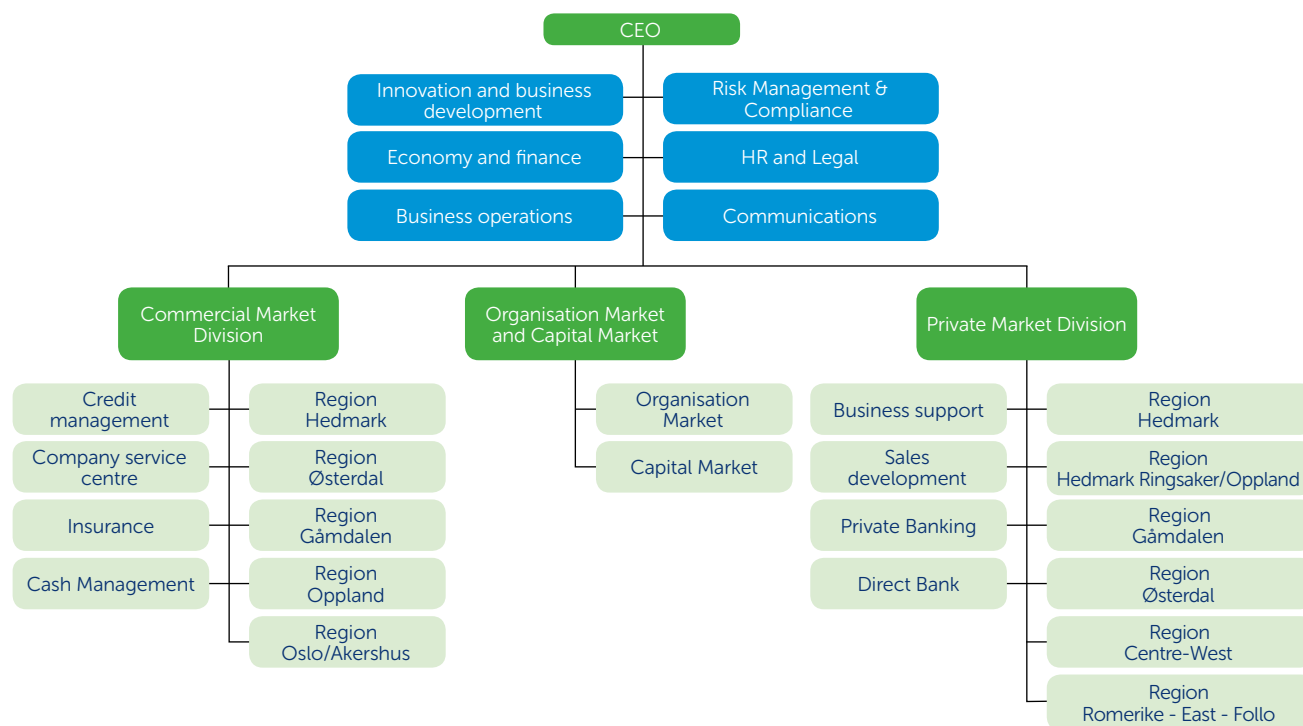 CEO
Innovation and business
development
Risk Management &
Compliance
Economy and finance
HR and Legal
Business operations
Communications
Commercial Market
Division
Organisation Market
and Capital Market
Private Market Division
Credit
management
Region
Hedmark
Company service
centre
Region
Østerdal
Insurance
Region
Gåmdalen
Cash Management
Region
Oppland
Region
Oslo/Akershus
Organisation
Market
Capital Market
Business support
Region
Hedmark
Sales
development
Region
Hedmark Ringsaker/Oppland
Private Banking
Region
Gåmdalen
Direct Bank
Region
Østerdal
Region
Centre-West
Region
Romerike - East - Follo